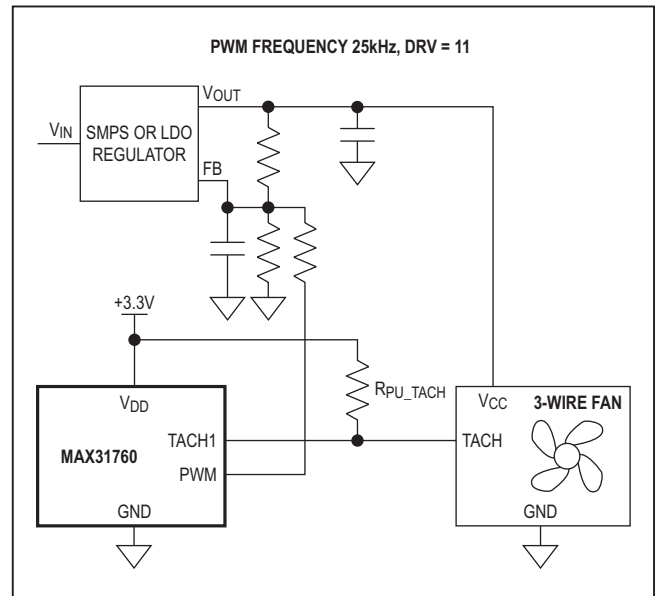 PWM FREQUENCY 25kHz, DRV = 11
VOUT
VIN
SMPS OR LDO
REGULATOR
FB
+3.3V
RPU_TACH
VDD
VCC
3-WIRE FAN
TACH1
TACH
MAX31760
PWM
GND
GND